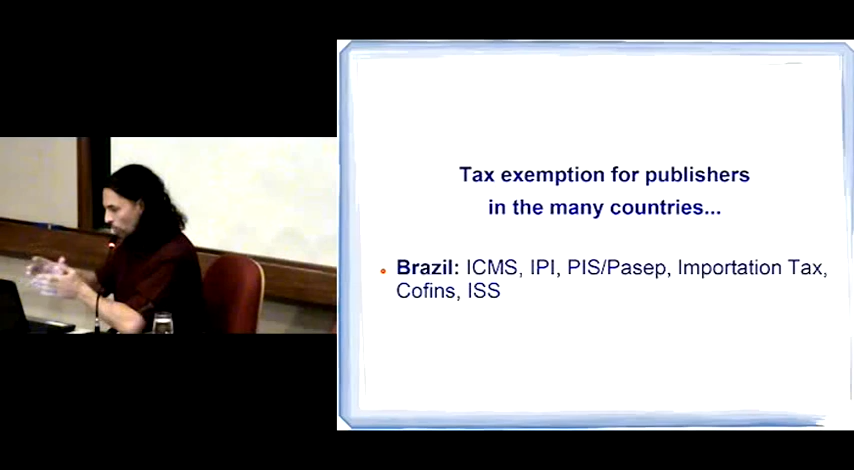 Tax exemption for publishers
in the many countries...
Brazil: ICMS, IPI, PIS/Pasep, Importation Tax,
Cofins, ISS